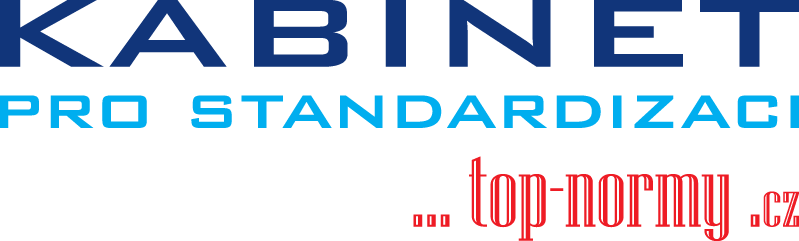 KABINET
PRO STANDARDIZACI
... top-normy .cz